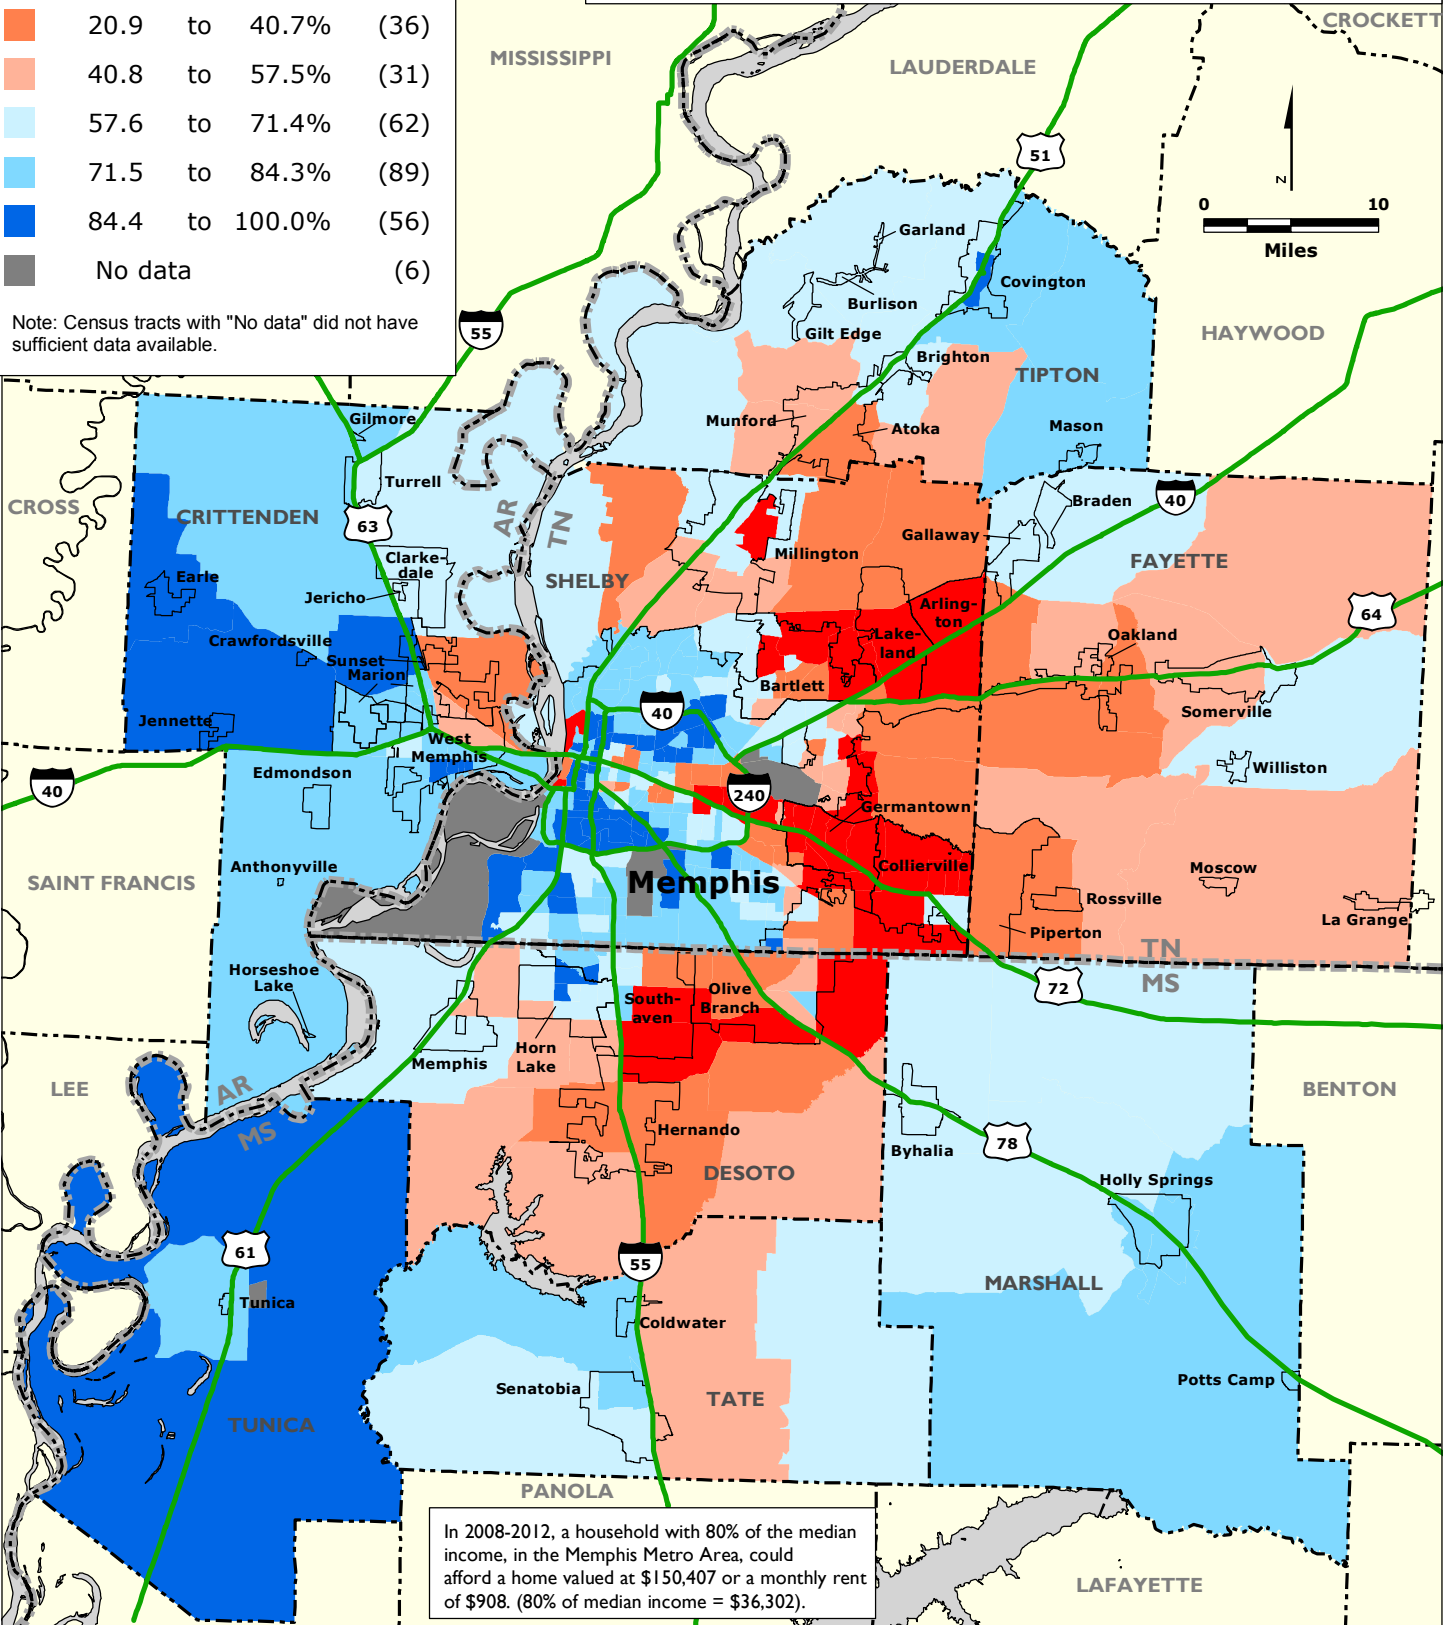 20.9 to 40.7% (36)
40.8 to 57.5% (31)
57.6 to 71.4% (62)
71.5 to 84.3% (89)
84.4 to 100.0% (56)
No data (6)
Note: Census tracts with "No data" did not have
sufficient data available.
MISSISSIPPI
LAUDERDALE
CROCKETT
51
N
0 10
Miles
Garland
Covington
Burlison
Gilt Edge
55
HAYWOOD
Brighton
TIPTON
Gilmore
Munford
Atoka
Mason
Turrell
CROSS
CRITTENDEN
63
AR
TN
Braden
40
Gallaway
Millington
FAYETTE
Clarke-
dale
Earle
Jericho
SHELBY
Arling-
ton
64
Crawfordsville
Lake-
land
Oakland
Sunset
Marion
Bartlett
Jennette
40
Somerville
West
Memphis
Edmondson
40
Williston
240
Germantown
Anthonyville
SAINT FRANCIS
Collierville
Moscow
Memphis
Rossville
La Grange
Piperton
TN
MS
Horseshoe
Lake
72
South-
aven
Olive
Branch
Horn
Lake
Memphis
LEE
AR
MS
BENTON
Hernando
78
Byhalia
DESOTO
Holly Springs
61
55
MARSHALL
Tunica
Coldwater
Potts Camp
Senatobia
TATE
TUNICA
PANOLA
In 2008-2012, a household with 80% of the median
income, in the Memphis Metro Area, could
afford a home valued at $150,407 or a monthly rent
of $908. (80% of median income = $36,302).
LAFAYETTE